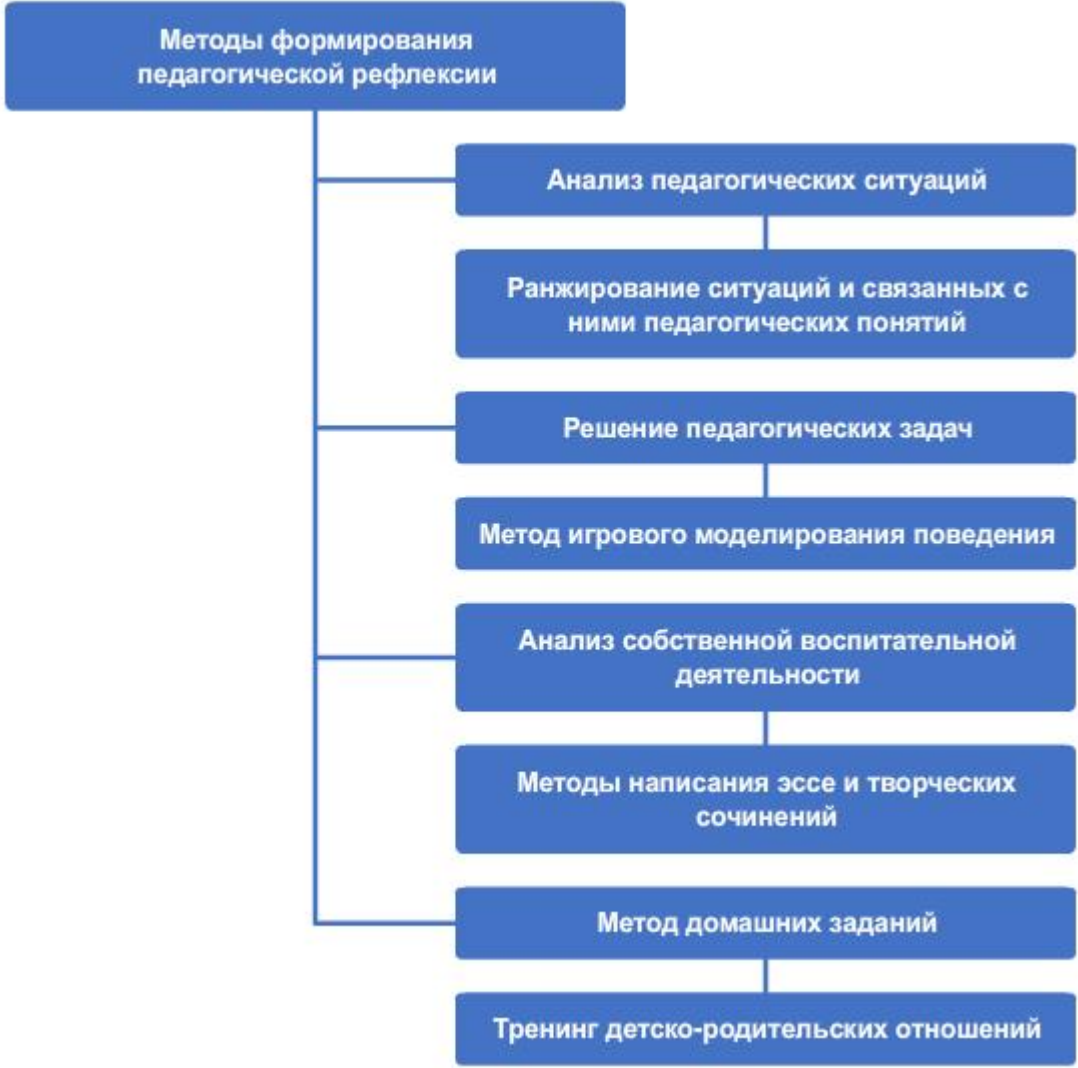 Методы формирования
педагогической рефлексии
Анализ педагогических ситуаций
Ранжирование ситуаций и связанных с
ними педагогических понятий
Решение педагогических задач
Метод игрового моделирования поведения
Анализ собственной воспитательной
деятельности
Методы написания эссе и творческих
сочинений
Метод домашних заданий
Тренинг детско-родительских отношений